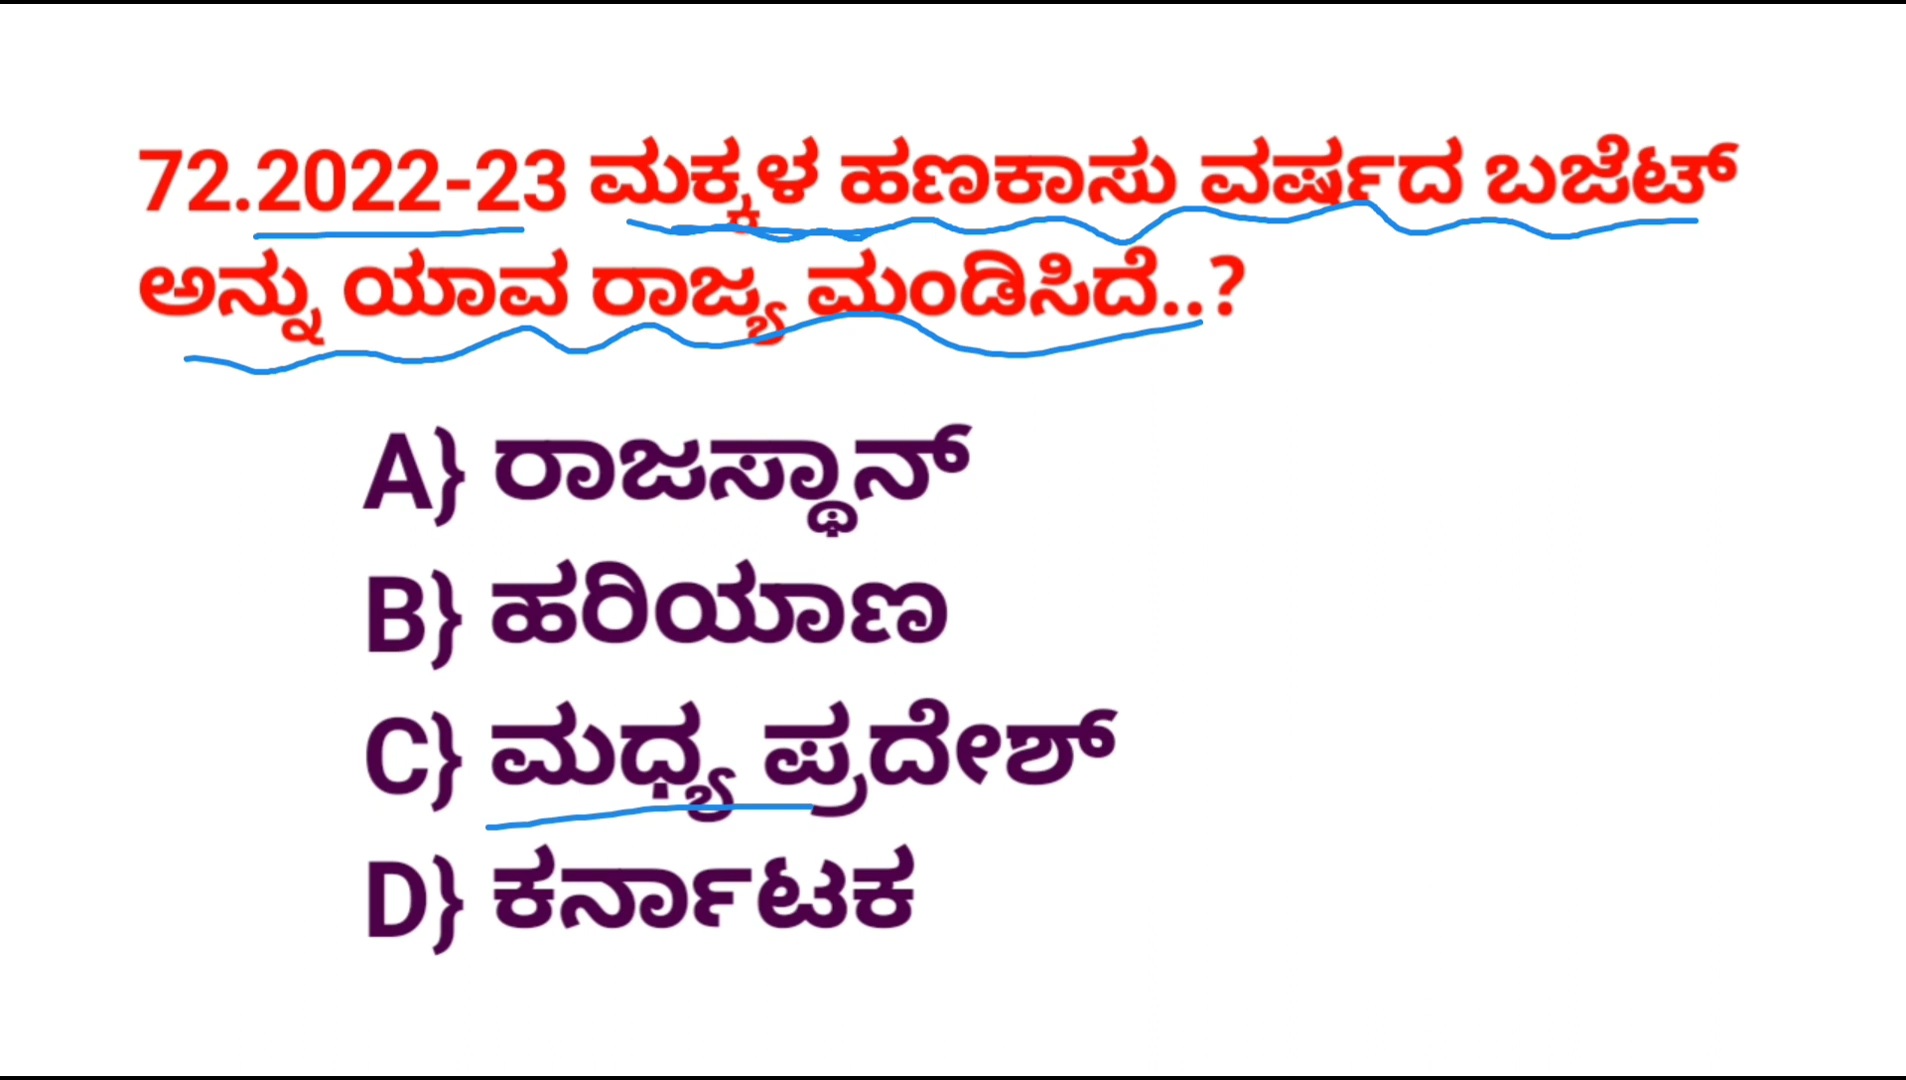 72.2022-23 ಮಕ್ಕಳ ಹಣಕಾಸು ವರ್ಷದ ಬಜೆಟ್
ಅನ್ನು ಯಾವ ರಾಜ್ಯ ಮಂಡಿಸಿದೆ..?
A} ರಾಜಸ್ಥಾನ್
B} ಹರಿಯಾಣ
C} ಮಧ್ಯ ಪ್ರದೇಶ್
D} ಕರ್ನಾಟಕ